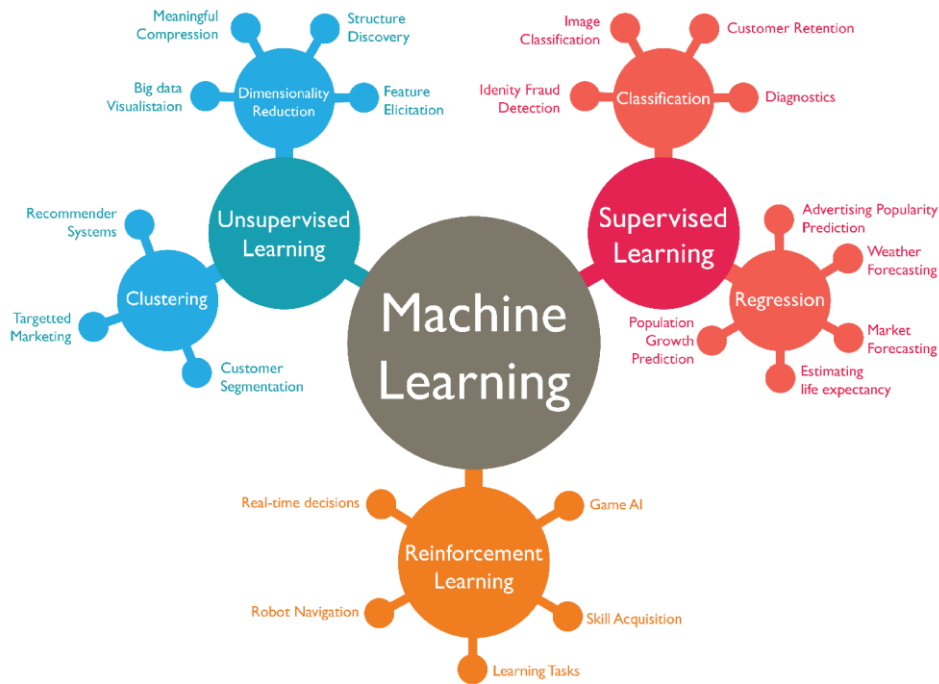 Meaningful
Compression
Structure
Discovery
Big data
Visualistaion
Dimensionality
Reduction
Feature
Elicitation
Unsupervised
Learning
Recommender
Systems
Clustering
Targetted
Marketing
Customer
Segmentation
Image
Classification
Customer Retention
Idenity Fraud
Detection
Classification
Diagnostics
Supervised
Learning
Advertising Popularity
Prediction
Weather
Forecasting
Regression
Population
Growth
Prediction
Market
Forecasting
Estimating
life expectancy
Machine
Learning
Real-time decisions
Game AI
Reinforcement
Learning
Robot Navigation
Skill Acquisition
Learning Tasks